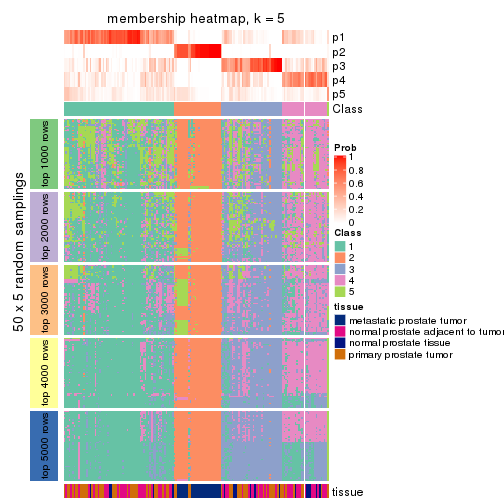 membership heatmap, k = 5
p1
p2
p3
p4
p5
Class
50 x 5 random samplings
top 1000 rows
top 2000 rows
top 3000 rows
top 4000 rows
top 5000 rows
Prob
1
0.8
0.6
0.4
0.2
0
Class
1
2
3
4
5
tissue
metastatic prostate tumor
normal prostate adjacent to tumor
normal prostate tissue
primary prostate tumor
tissue